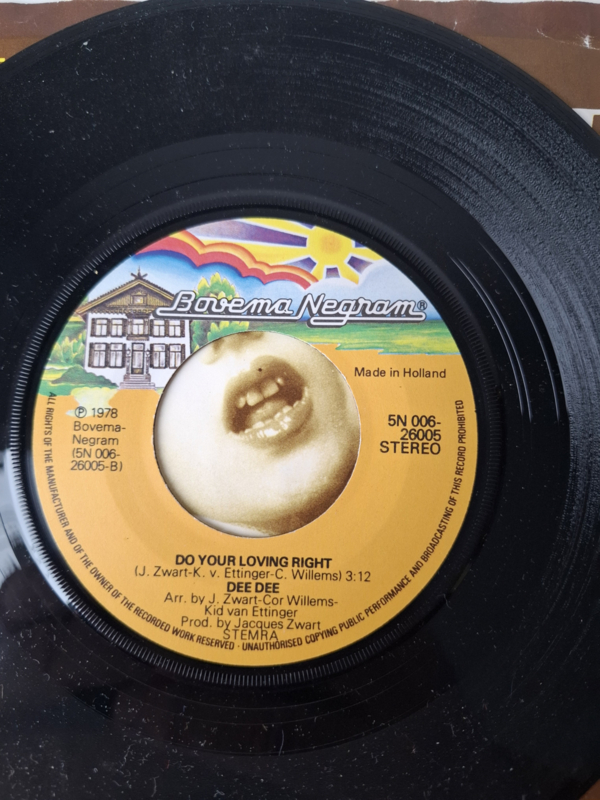 Bovema Negram®
Made in Holland
℗ 1978
Bovema-
Negram
(5N 006-
26005-B)
5N 006-
26005
STEREO
DO YOUR LOVING RIGHT
(J. Zwart-K. v. Ettinger-C. Willems) 3:12
DEE DEE
Arr. by J. Zwart-Cor Willems-
Kid van Ettinger
Prod. by Jacques Zwart
STEMRA
ALL RIGHTS OF THE MANUFACTURER AND OF THE OWNER OF THE RECORDED WORK RESERVED · UNAUTHORISED COPYING PUBLIC PERFORMANCE AND BROADCASTING OF THIS RECORD PROHIBITED